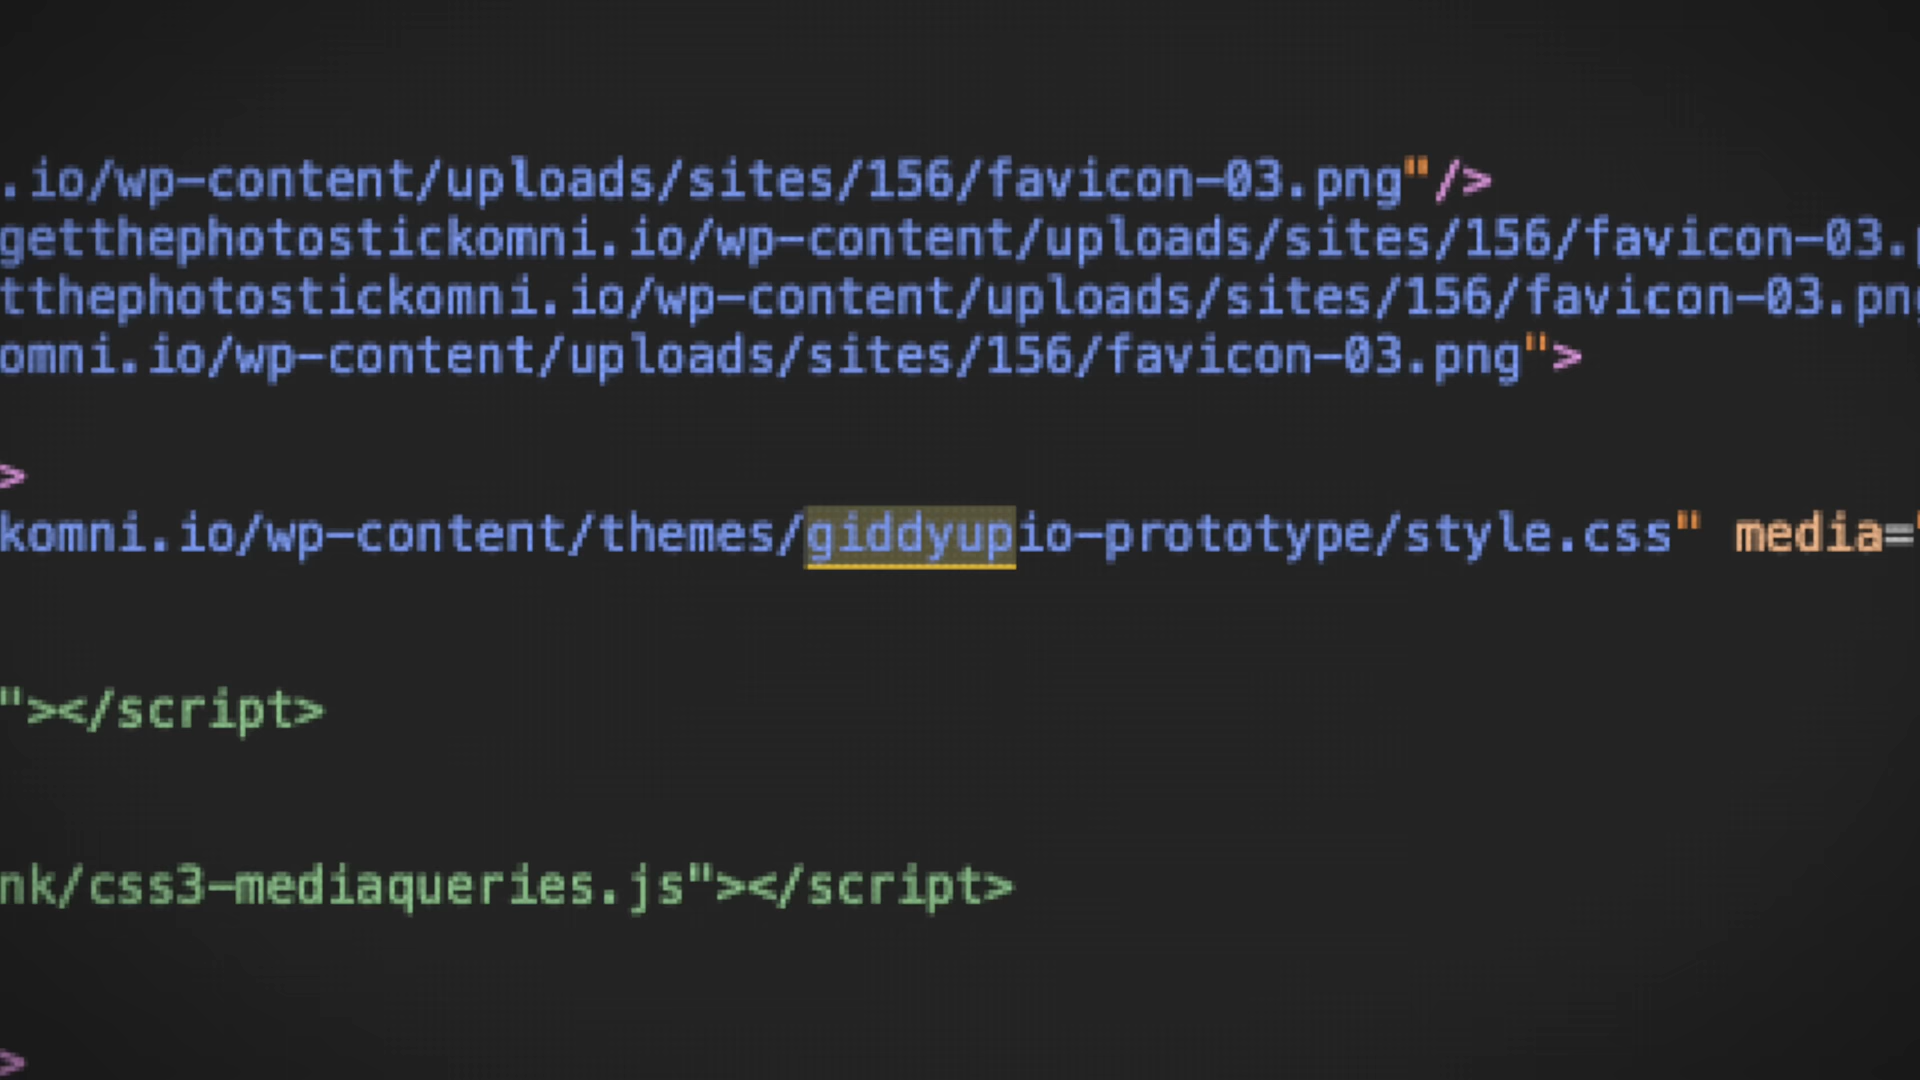 .io/wp-content/uploads/sites/156/favicon-03.png"/>
getthephotostickomni.io/wp-content/uploads/sites/156/favicon-03.
tthephotostickomni.io/wp-content/uploads/sites/156/favicon-03.png
omni.io/wp-content/uploads/sites/156/favicon-03.png">
>
komni.io/wp-content/themes/giddyupio-prototype/style.css" media="
"></script>
nk/css3-mediaqueries.js"></script>
>